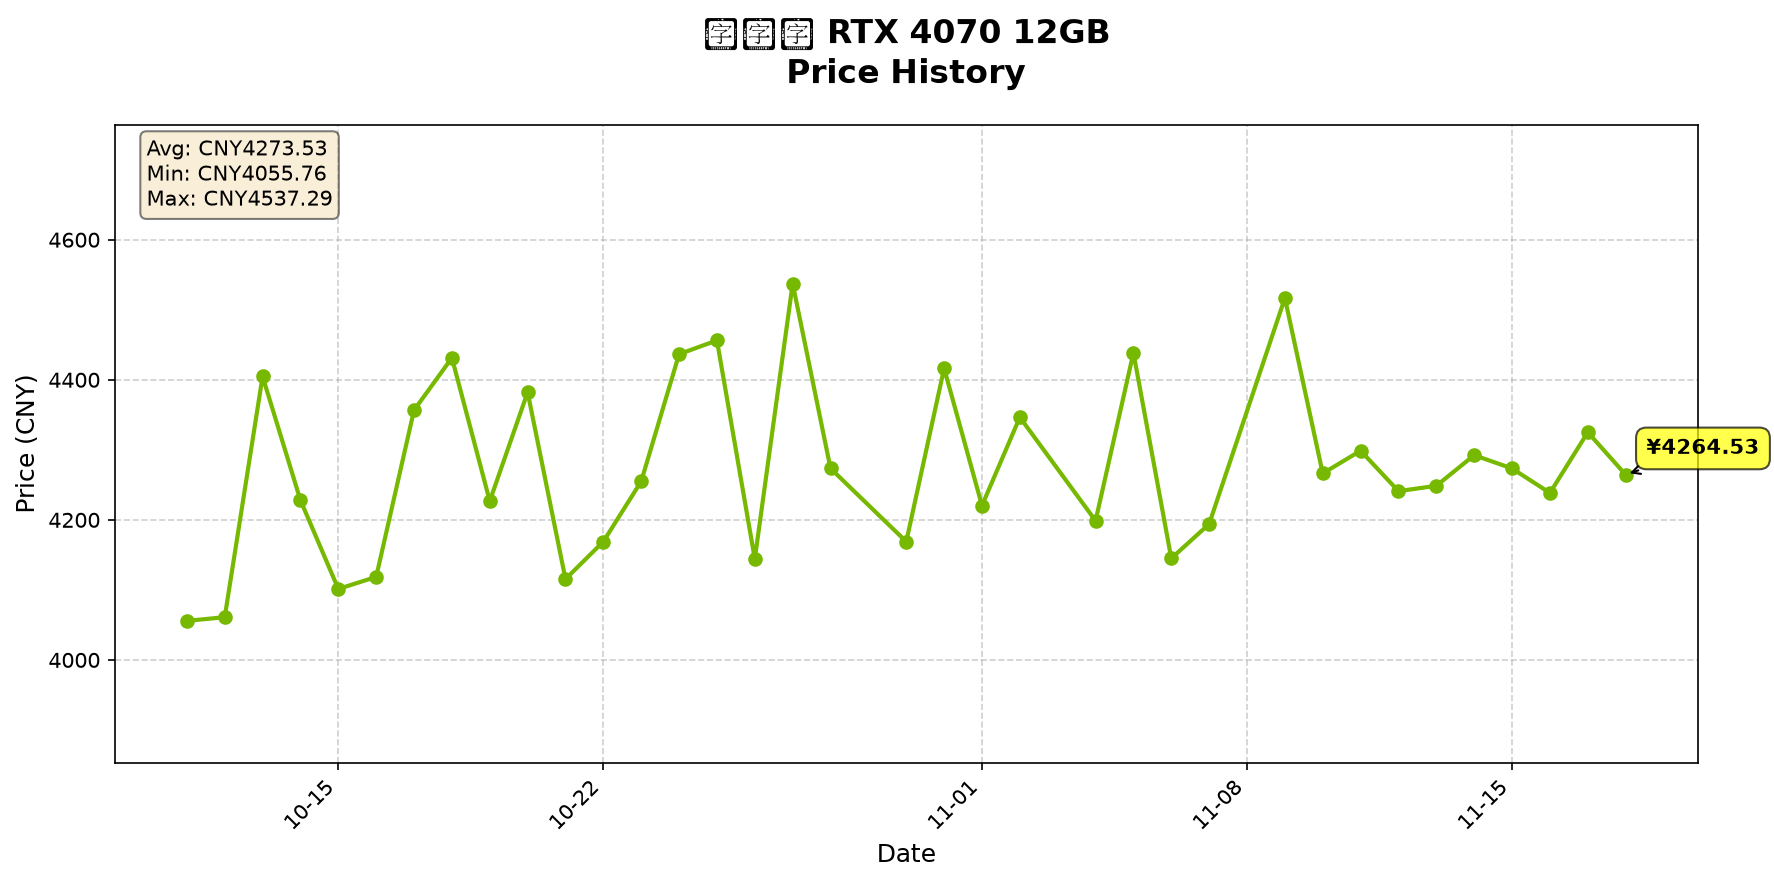 RTX 4070 12GB
Price History
Avg: CNY4273.53
Min: CNY4055.76
Max: CNY4537.29
4600
4400
4200
4000
Price (CNY)
¥4264.53
10-15
10-22
11-01
11-08
11-15
Date